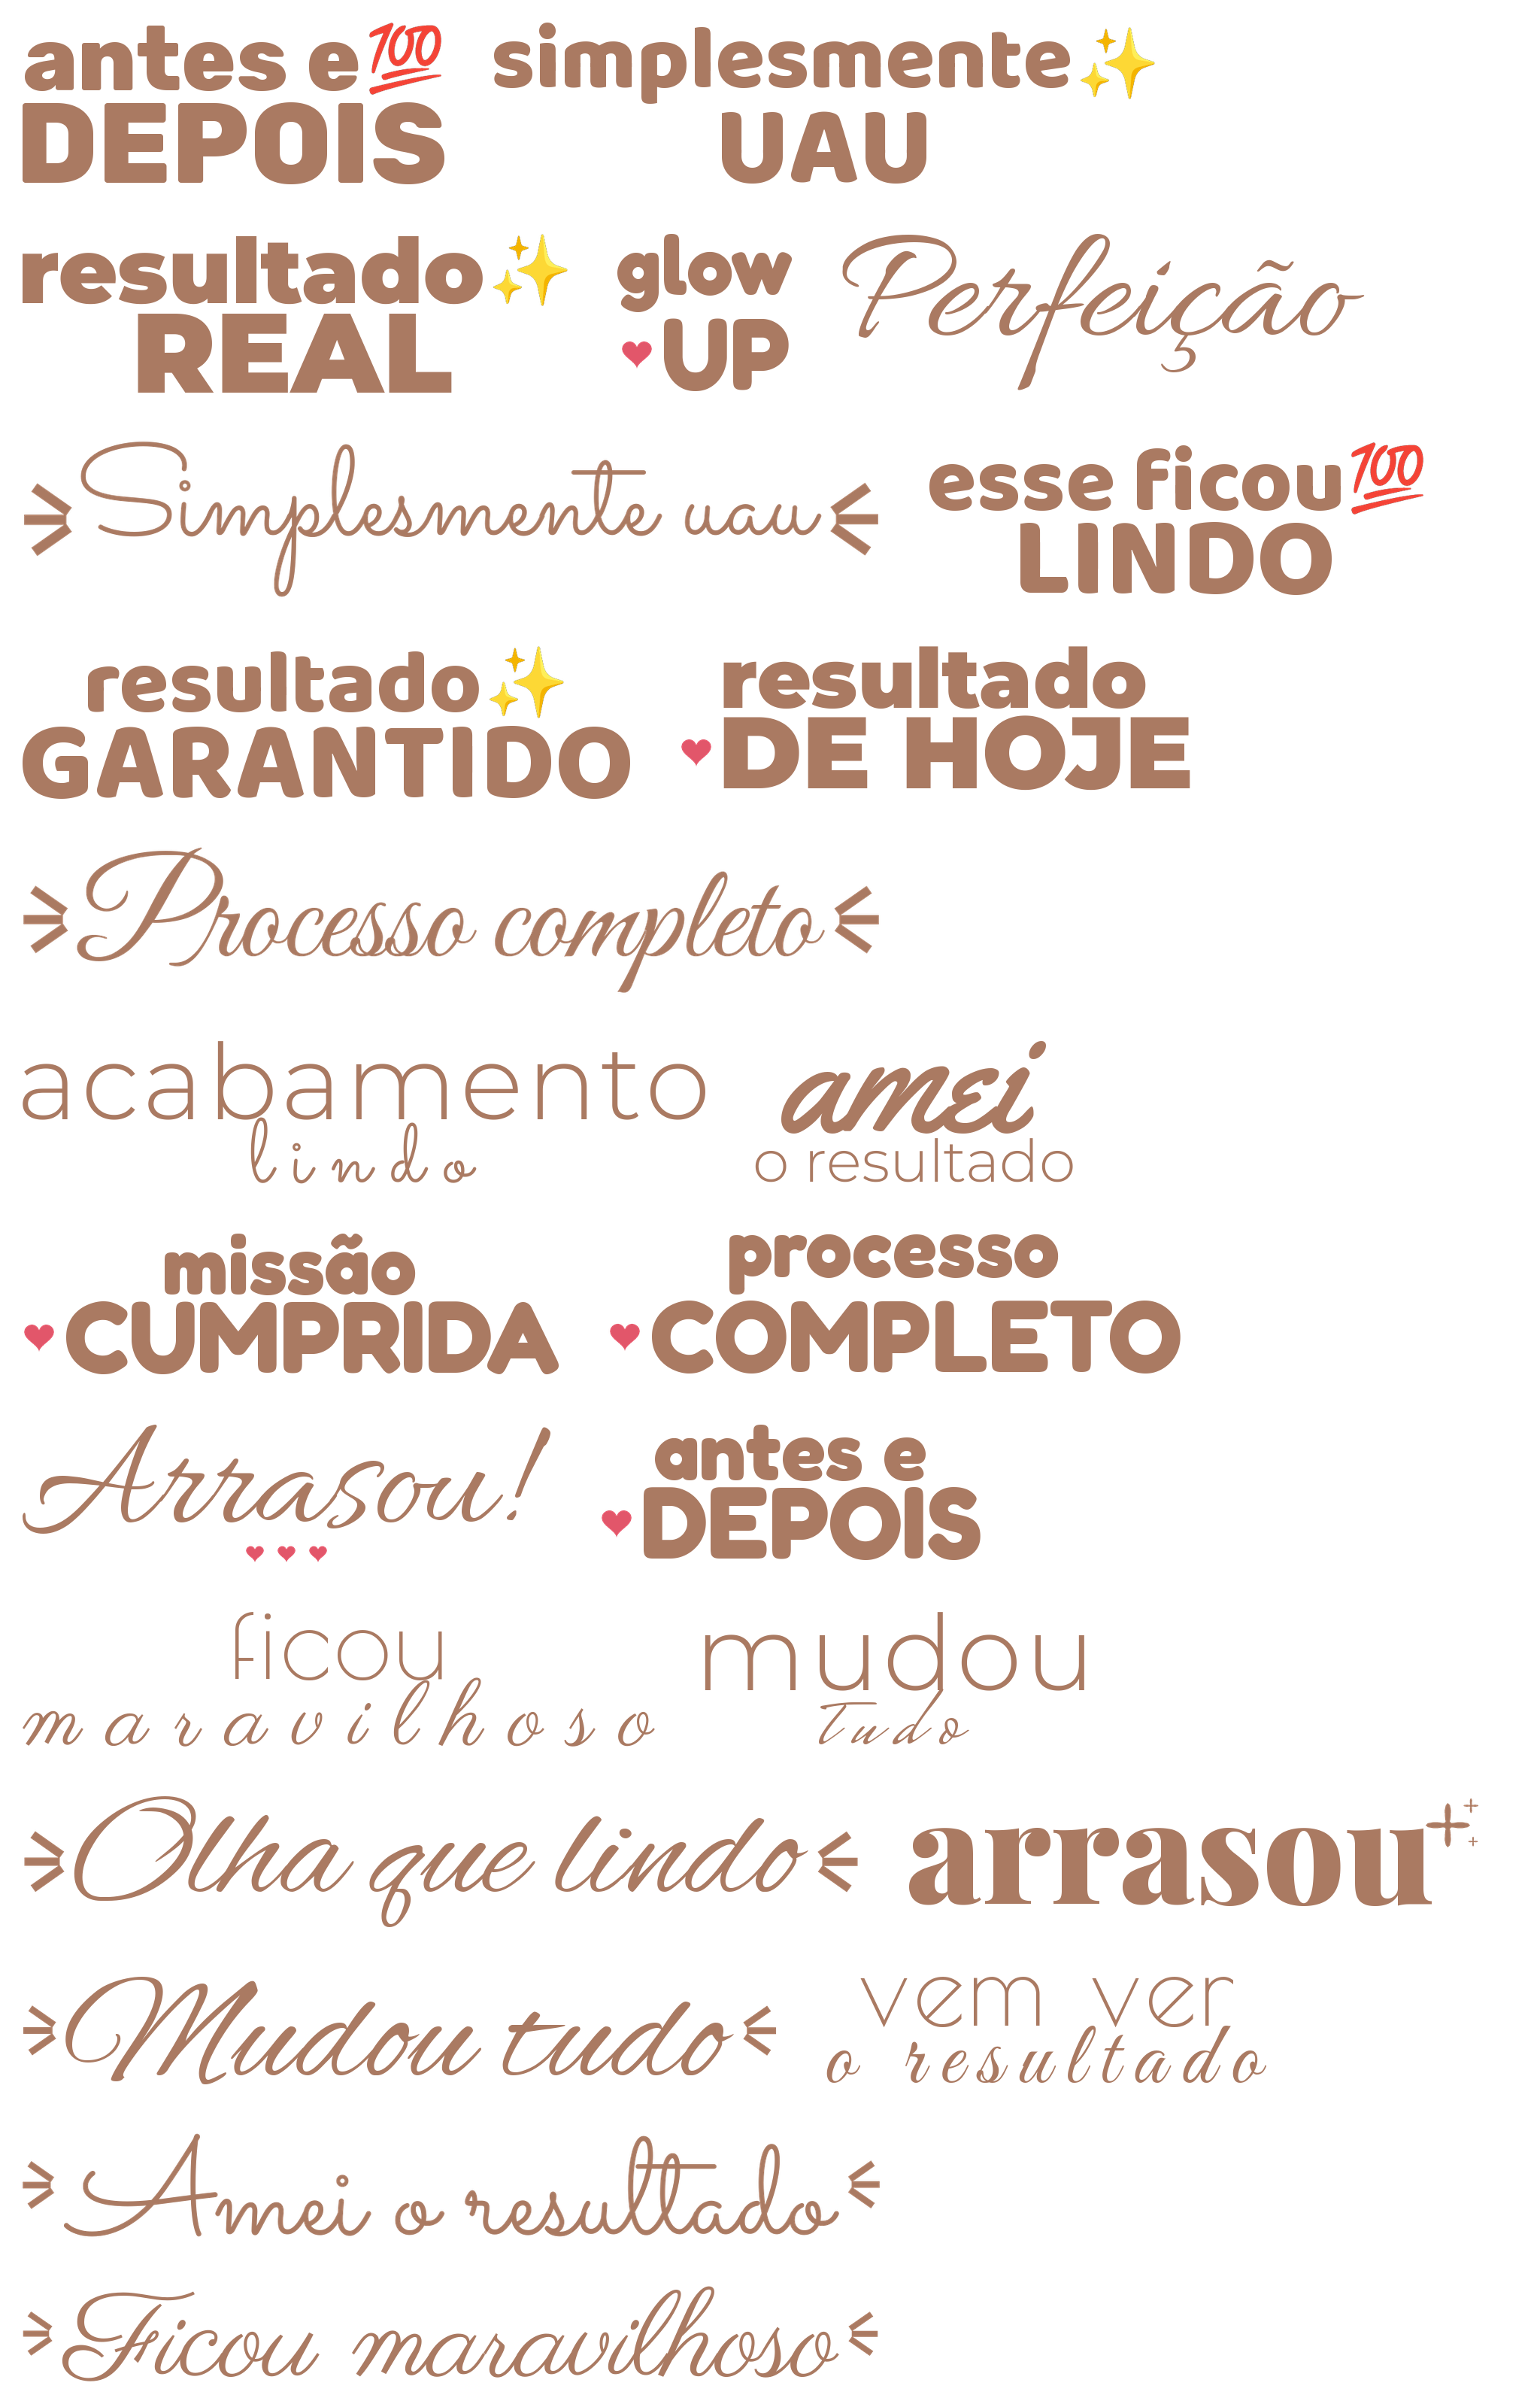 antes e💯
DEPOIS
simplesmente✨
UAU
resultado✨
REAL
glow
UP
Perfeição
Simplesmente uau
esse ficou💯
LINDO
resultado✨
GARANTIDO
resultado
DE HOJE
Processo completo
acabamento
lindo
amei
o resultado
missão
CUMPRIDA
processo
COMPLETO
Arrasou!
antes e
DEPOIS
ficou
maravilhoso
mudou
Tudo
Olha que lindo
arrasou
Mudou tudo
vem ver
o resultado
Amei o resultado
Ficou maravilhoso